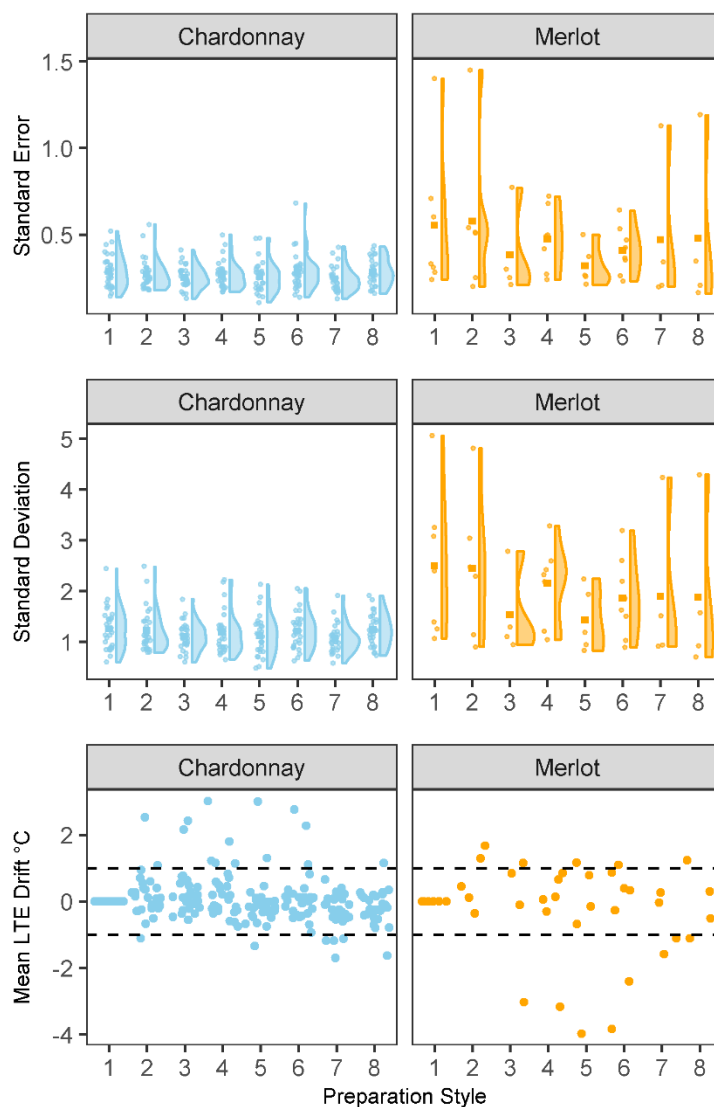 Chardonnay Merlot
Standard Error
1.5
1.0
0.5
1 2 3 4 5 6 7 8 1 2 3 4 5 6 7 8
Chardonnay Merlot
Standard Deviation
5
4
3
2
1
1 2 3 4 5 6 7 8 1 2 3 4 5 6 7 8
Chardonnay Merlot
Mean LTE Drift °C
2
0
-2
-4
1 2 3 4 5 6 7 8 1 2 3 4 5 6 7 8
Preparation Style